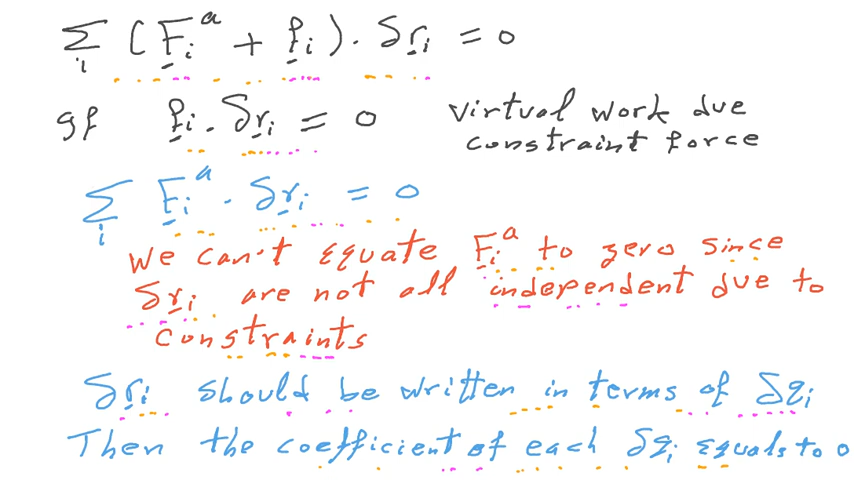 ∑_i (F_i^a + f_i) · δr_i = 0
If f_i · δr_i = 0 virtual work due
constraint force
∑_i F_i^a · δr_i = 0
We can't equate F_i^a to zero since
δr_i are not all independent due to
constraints
δr_i should be written in terms of δq_i
Then the coefficient of each δq_i equals to 0